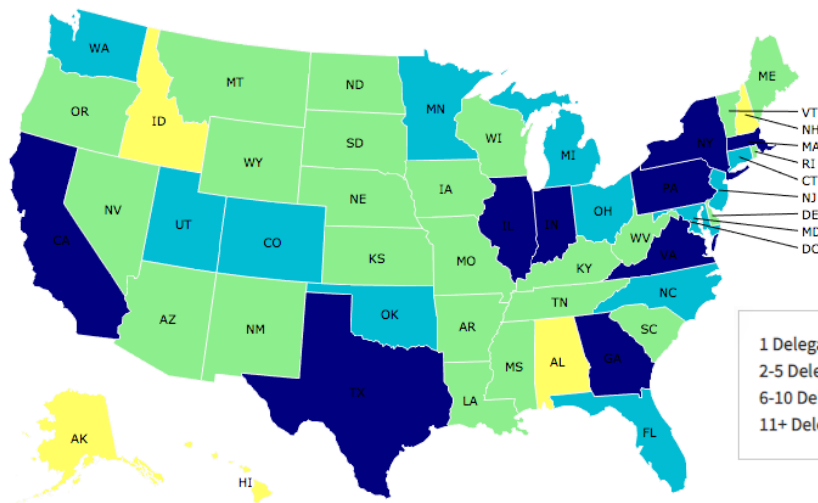 WA
MT
ND
ME
OR
MN
VT
ID
WI
NH
SD
MI
NY
MA
WY
RI
IA
PA
CT
NE
NV
OH
NJ
CA
UT
IL
IN
DE
CO
WV
MD
KS
MO
VA
DC
KY
NC
TN
OK
AZ
NM
AR
SC
1 Delega
MS
AL
GA
2-5 Dele
TX
LA
6-10 De
11+ Dele
FL
AK
HI